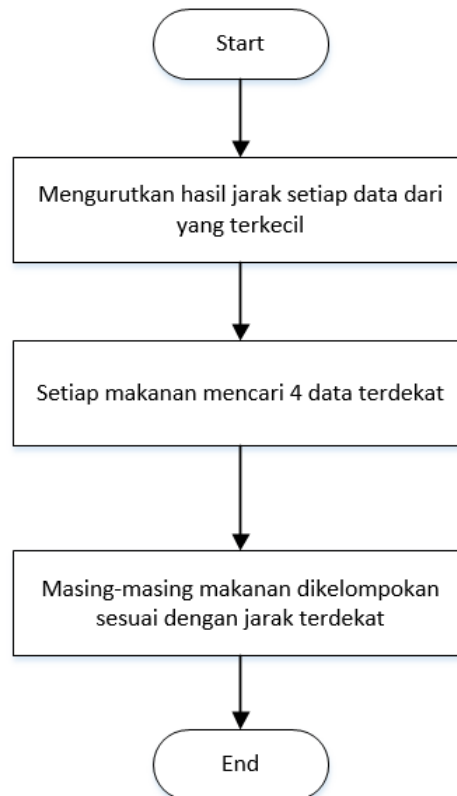 Start
Mengurutkan hasil jarak setiap data dari
yang terkecil
Setiap makanan mencari 4 data terdekat
Masing-masing makanan dikelompokan
sesuai dengan jarak terdekat
End